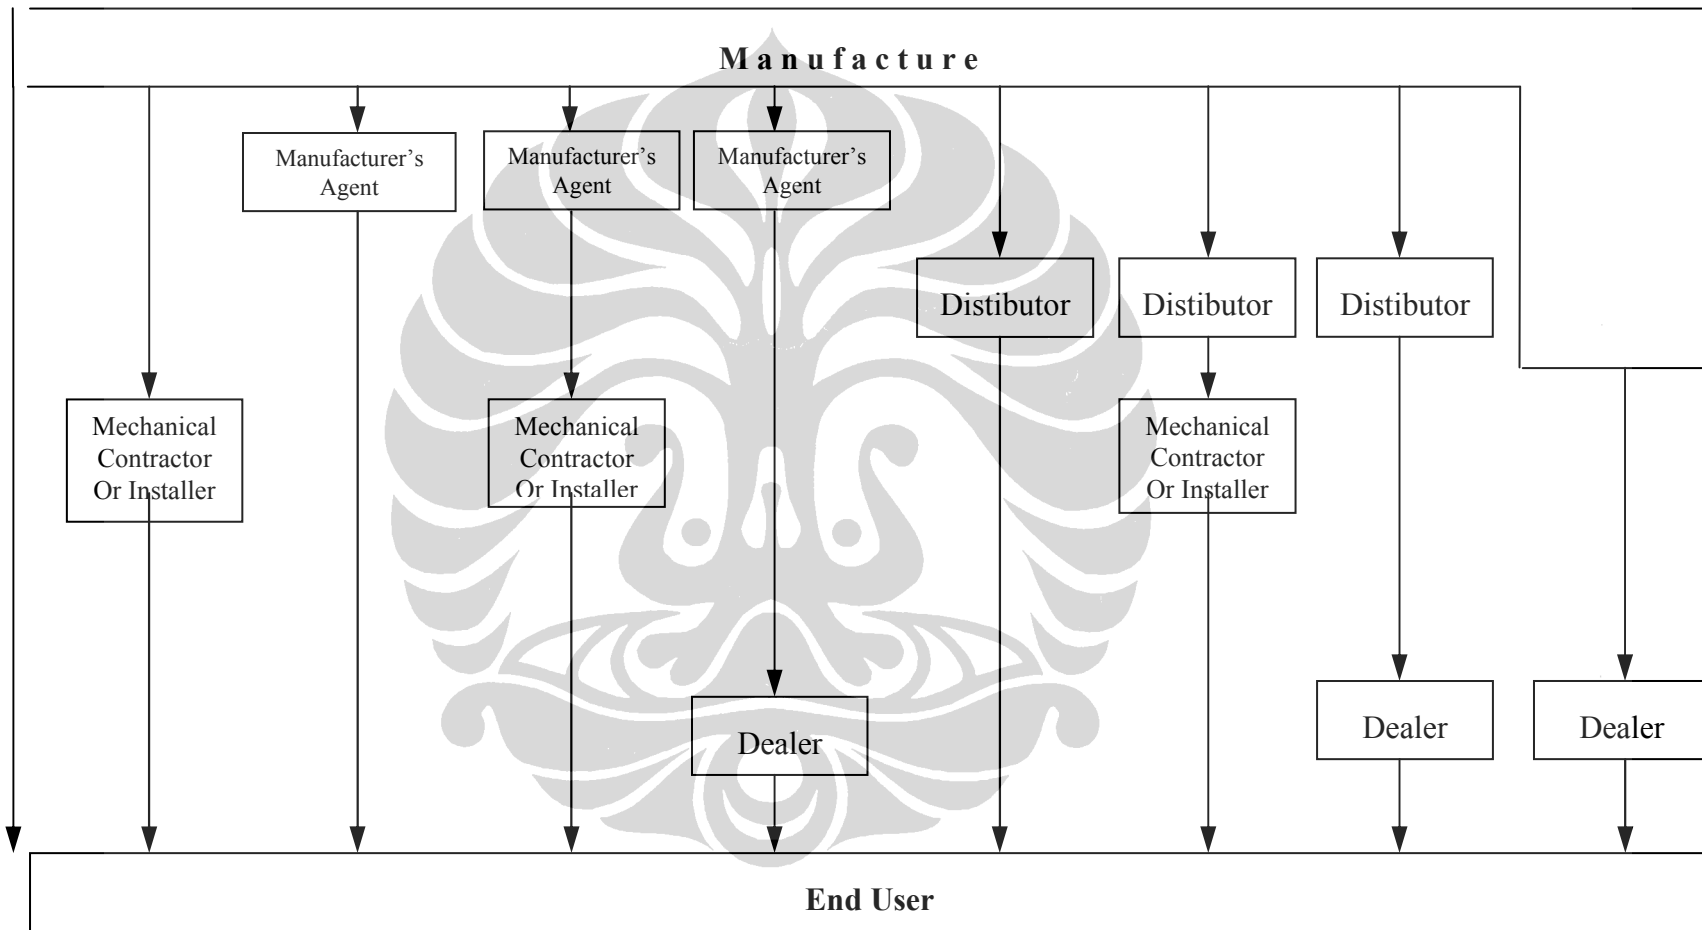 Manufacture
Manufacturer’s
Agent
Manufacturer’s
Agent
Manufacturer’s
Agent
Distibutor
Distibutor
Distibutor
Mechanical
Contractor
Or Installer
Mechanical
Contractor
Or Installer
Mechanical
Contractor
Or Installer
Dealer
Dealer
Dealer
End User